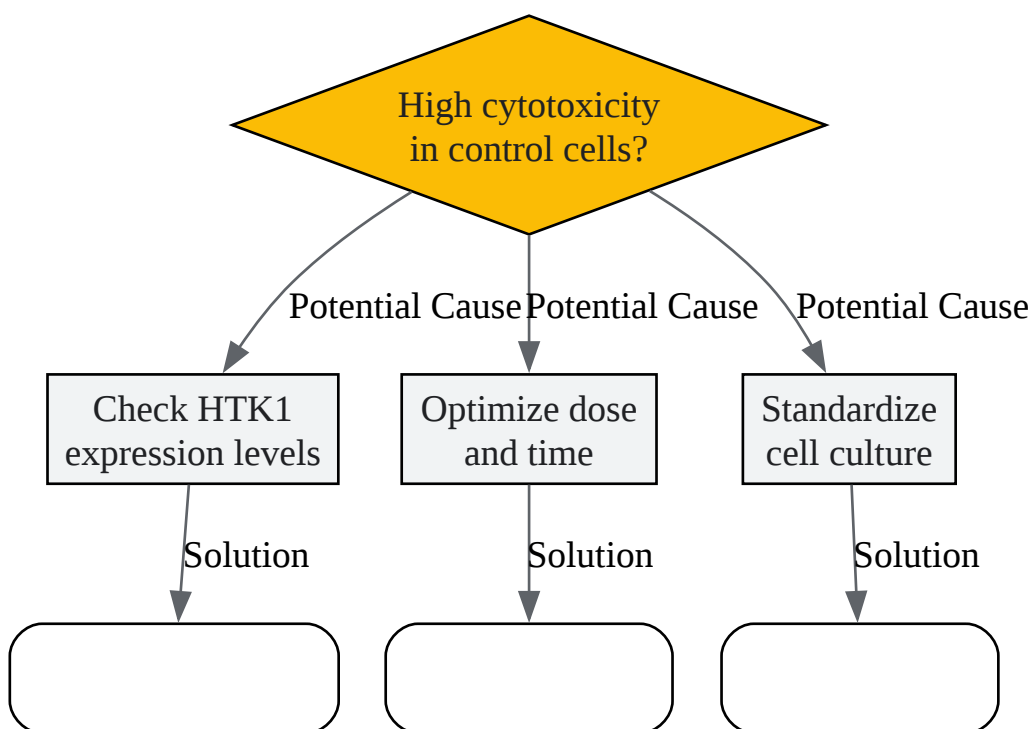 High cytotoxicity
in control cells?
Potential Cause
Potential Cause
Potential Cause
Check HTK1
expression levels
Optimize dose
and time
Standardize
cell culture
Solution
Solution
Solution